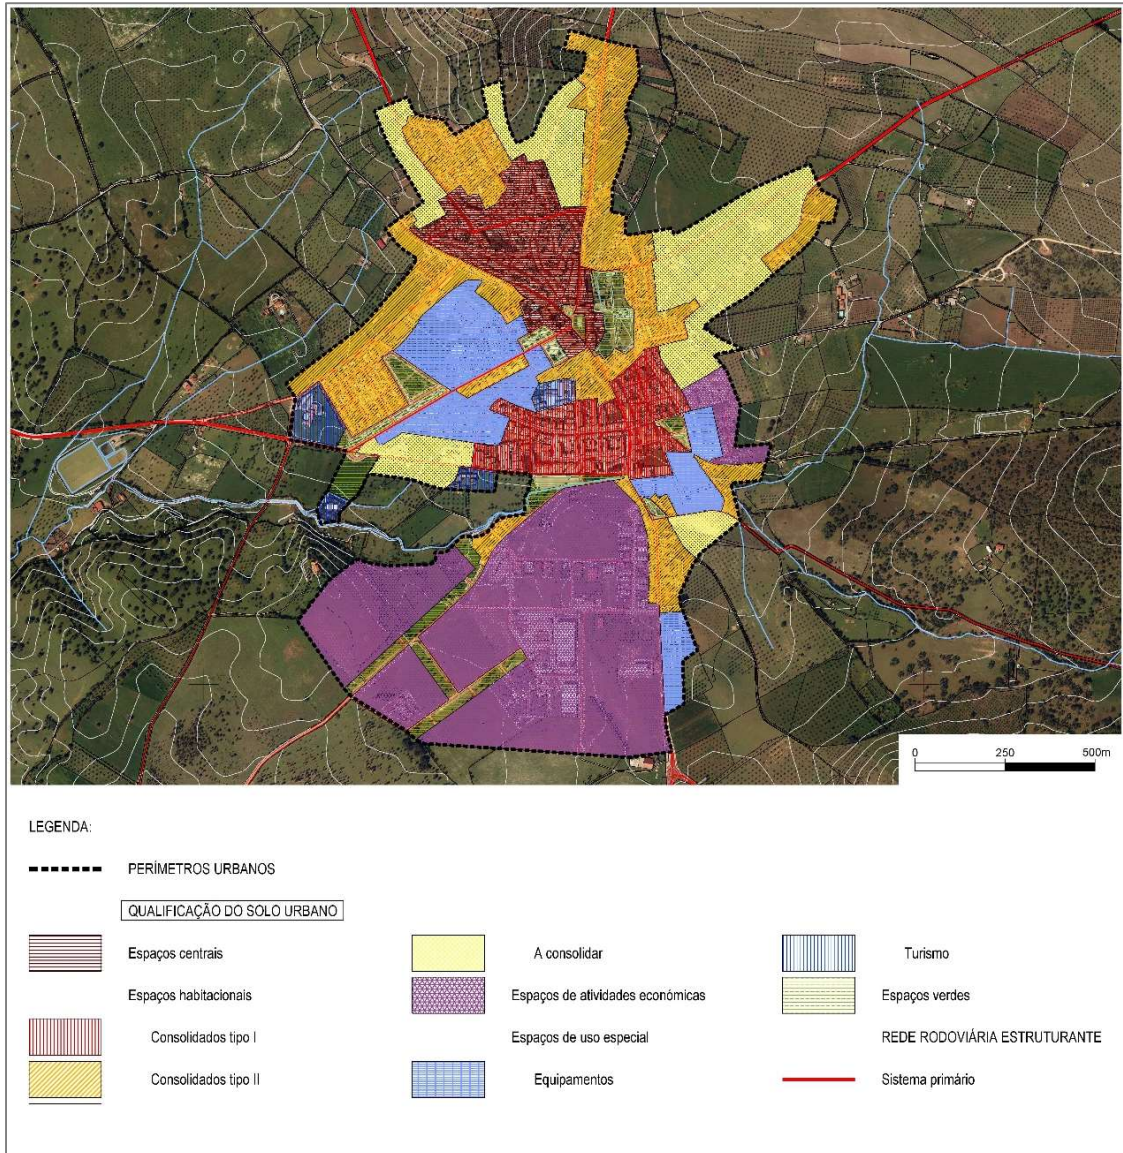 0 250 500m
LEGENDA:
PERÍMETROS URBANOS
QUALIFICAÇÃO DO SOLO URBANO
Espaços centrais
Espaços habitacionais
Consolidados tipo I
Consolidados tipo II
A consolidar
Espaços de atividades económicas
Espaços de uso especial
Equipamentos
Turismo
Espaços verdes
REDE RODOVIÁRIA ESTRUTURANTE
Sistema primário